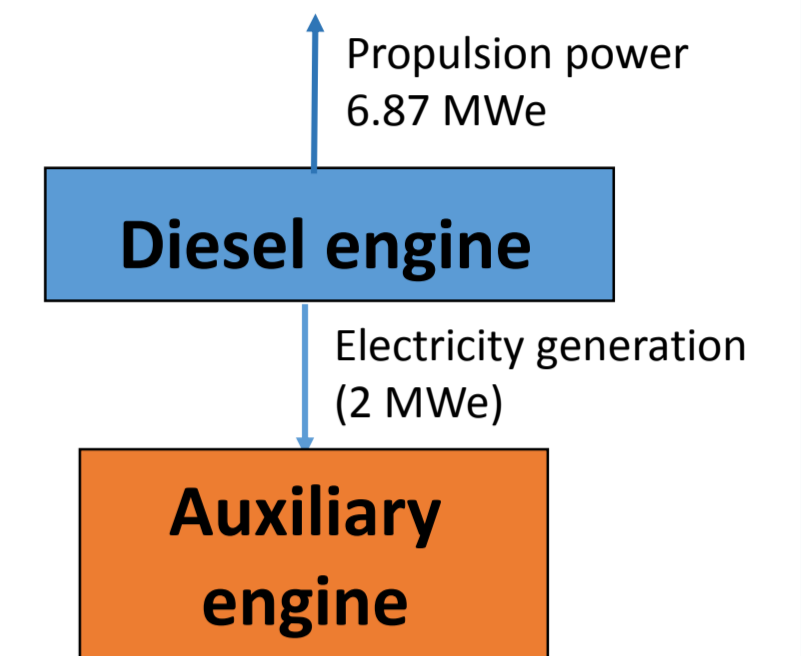 Propulsion power
6.87 MWe
Diesel engine
Electricity generation
(2 MWe)
Auxiliary
engine